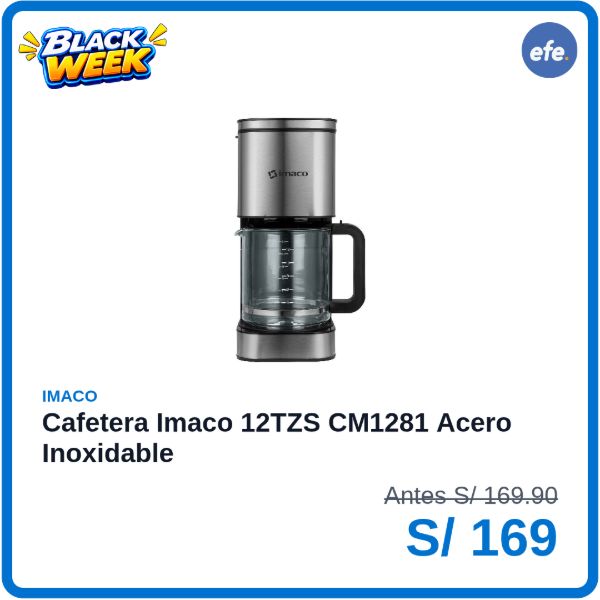 BLACK
WEEK
efe.
imaco
IMACO
Cafetera Imaco 12TZS CM1281 Acero
Inoxidable
Antes S/ 169.90
S/ 169